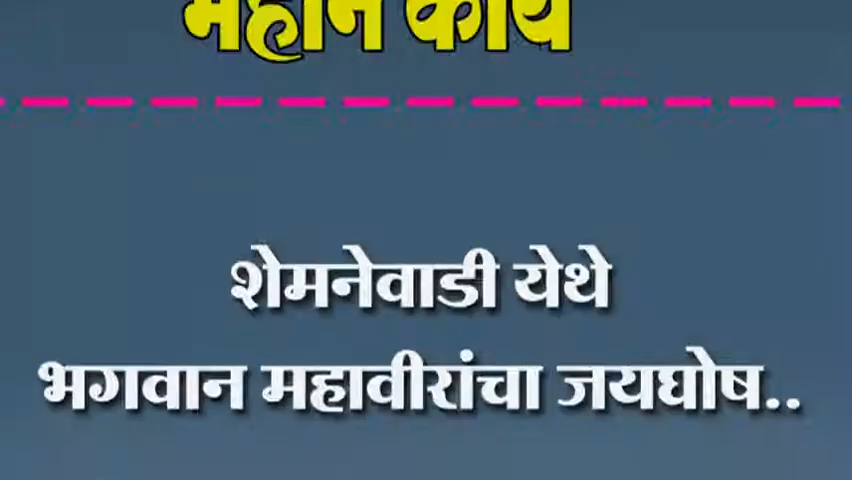 महान कार्य
शेमनेवाडी येथे
भगवान महावीरांचा जयघोष..